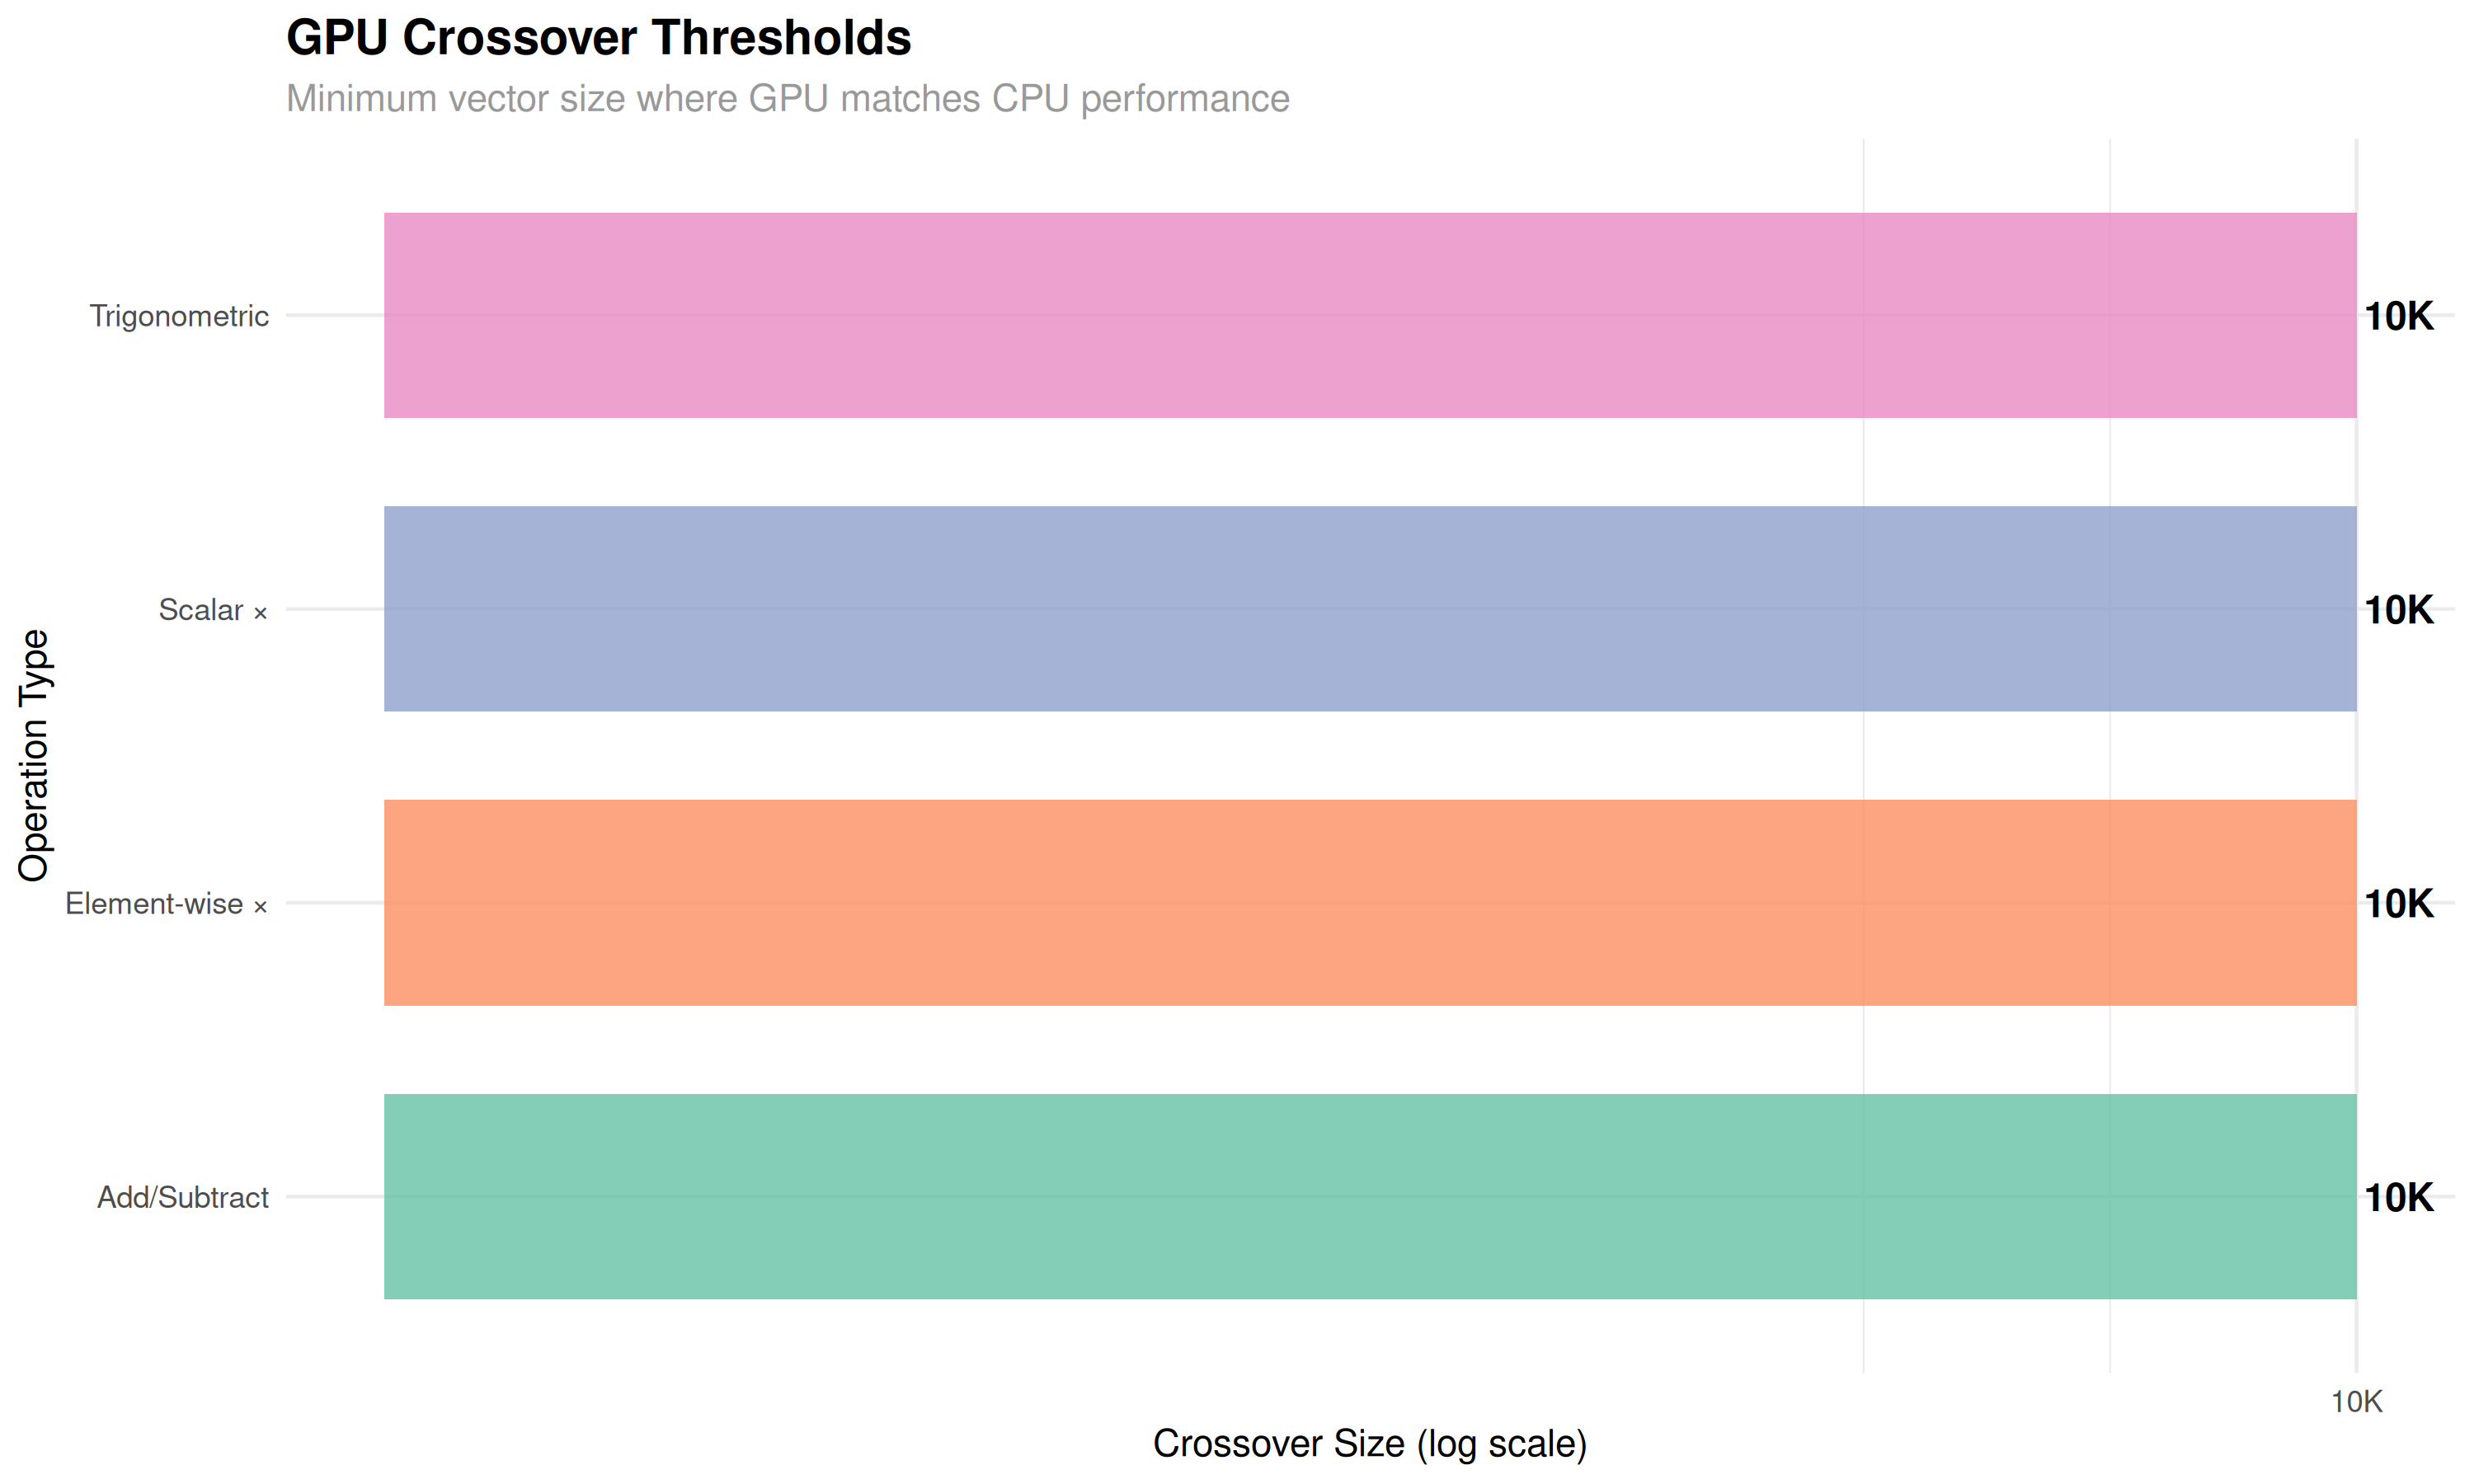 GPU Crossover Thresholds
Minimum vector size where GPU matches CPU performance
Operation Type
Trigonometric
10K
Scalar ×
10K
Element-wise ×
10K
Add/Subtract
10K
10K
Crossover Size (log scale)